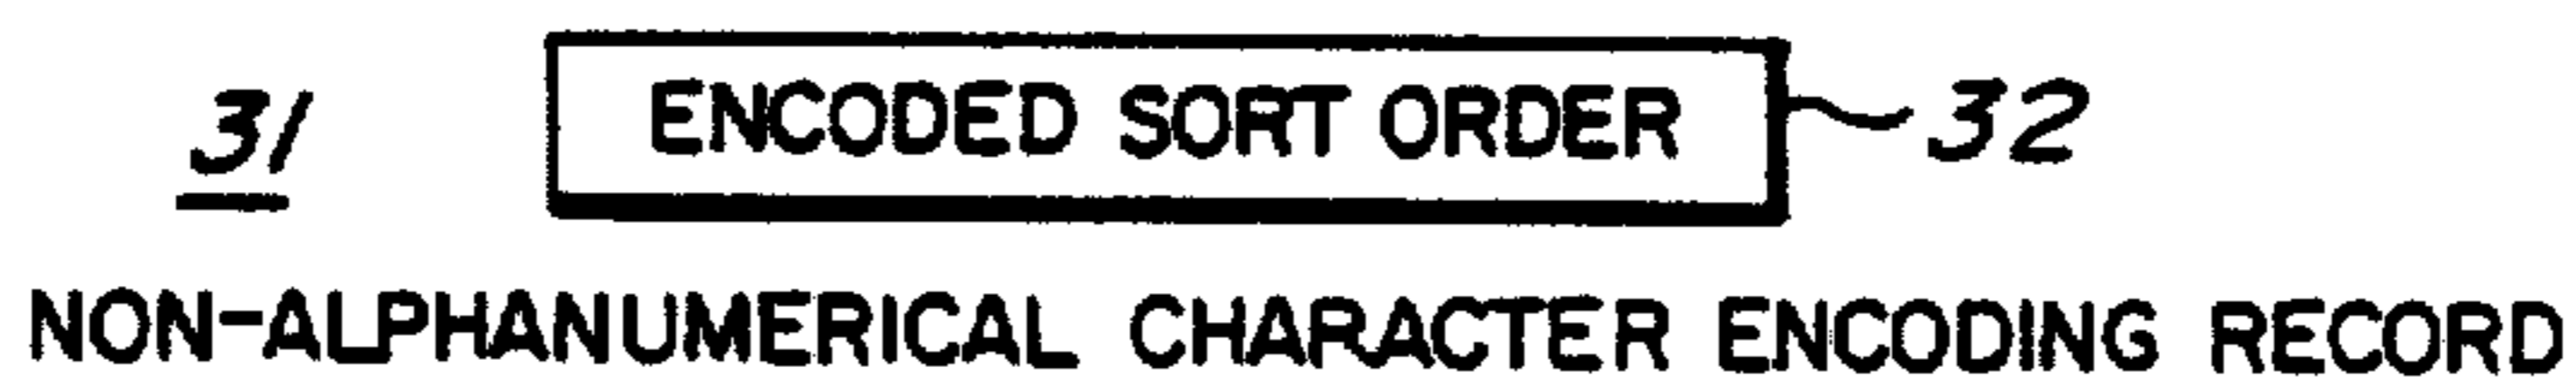 31 ENCODED SORT ORDER 32
NON-ALPHANUMERICAL CHARACTER ENCODING RECORD